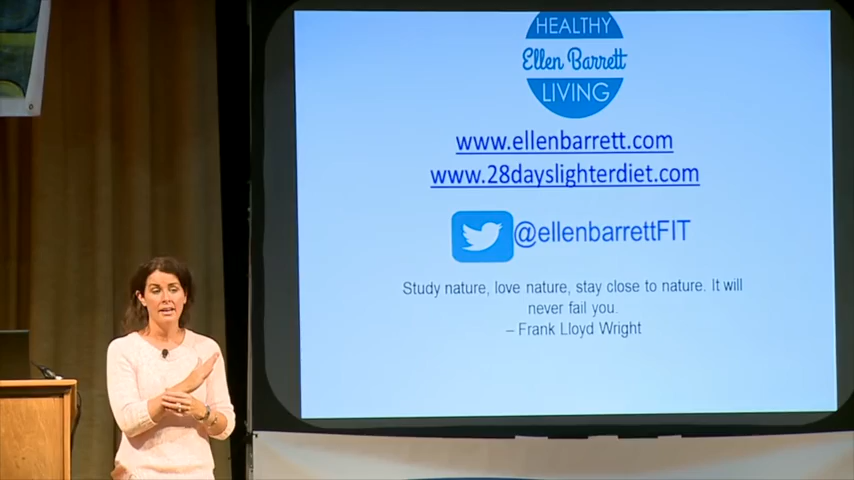 HEALTHY
Ellen Barrett
LIVING
www.ellenbarrett.com
www.28dayslighterdiet.com
@ellenbarrettFIT
Study nature, love nature, stay close to nature. It will
never fail you.
– Frank Lloyd Wright